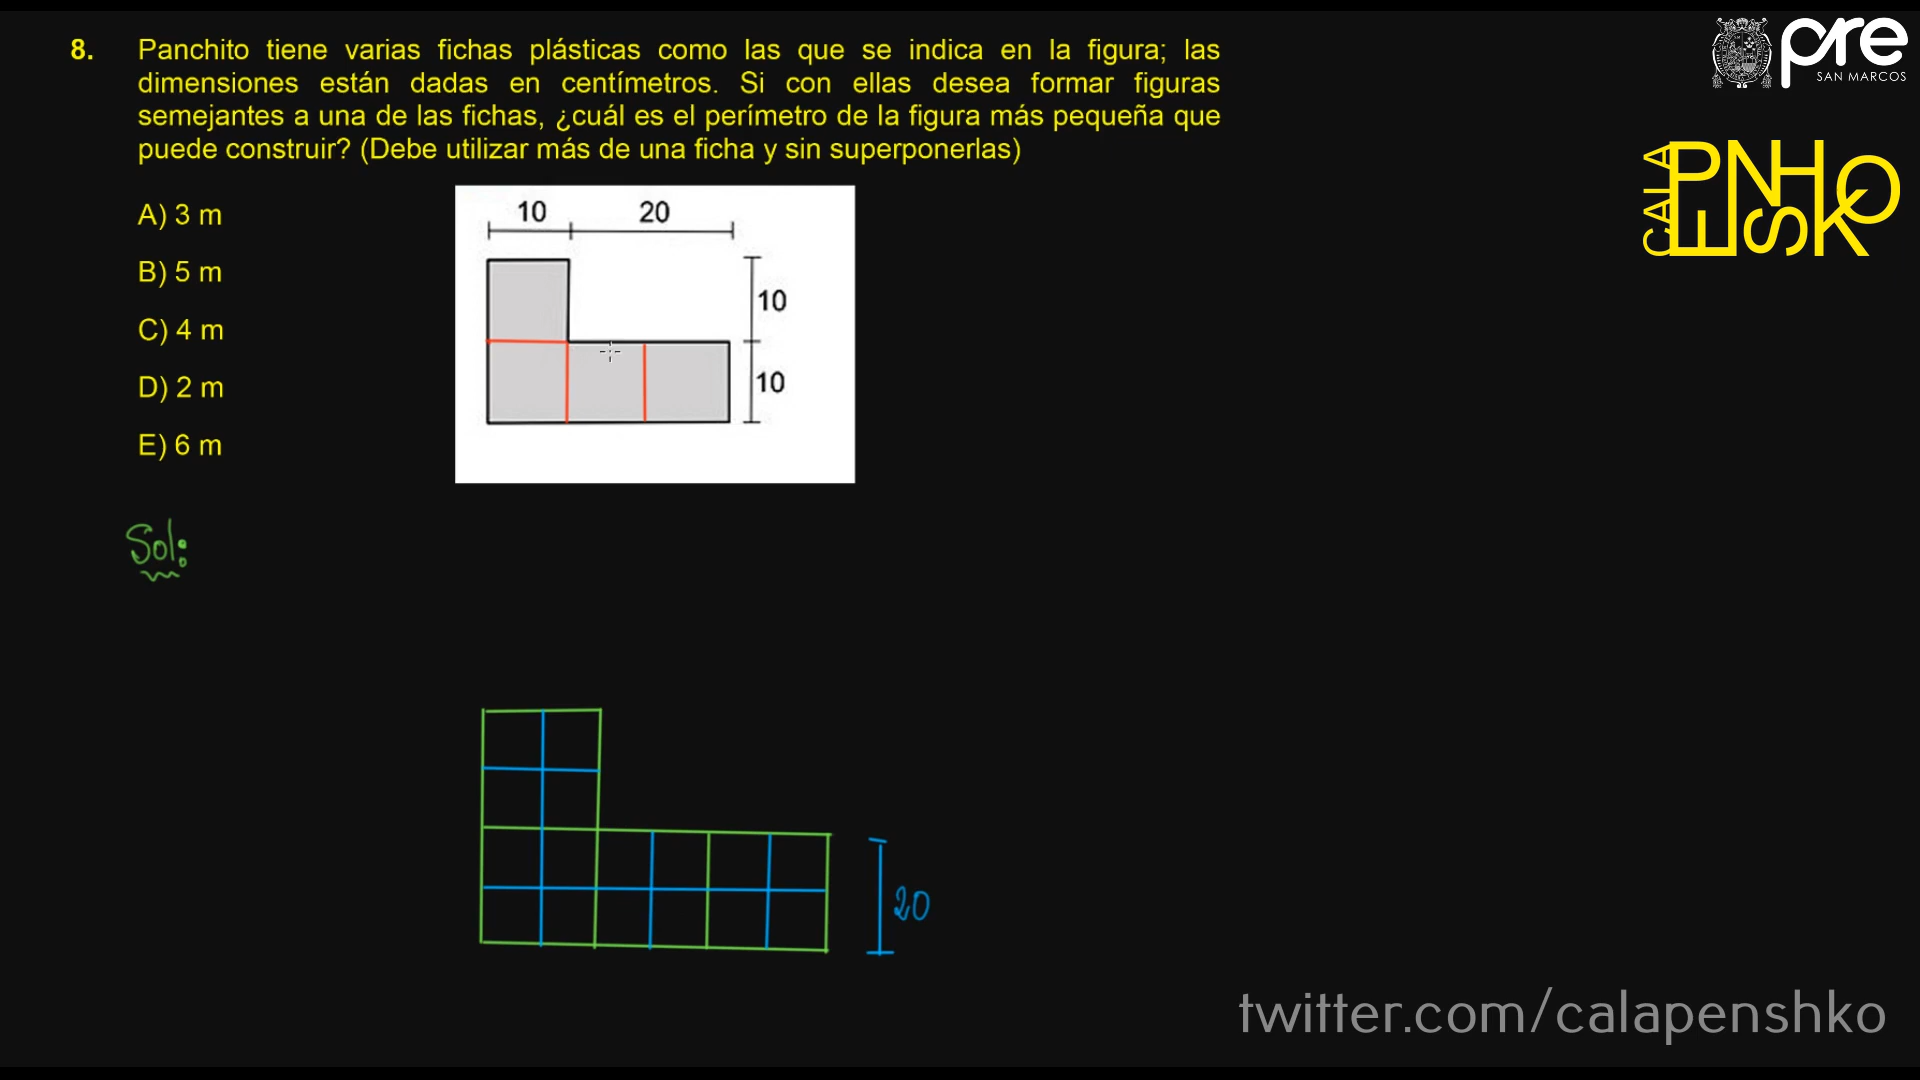 8. Panchito tiene varias fichas plásticas como las que se indica en la figura; las
dimensiones están dadas en centímetros. Si con ellas desea formar figuras
semejantes a una de las fichas, ¿cuál es el perímetro de la figura más pequeña que
puede construir? (Debe utilizar más de una ficha y sin superponerlas)
A) 3 m
B) 5 m
C) 4 m
D) 2 m
E) 6 m
10 20
10
10
Sol:
20
pre
SAN MARCOS
CALA
PENSHKO
twitter.com/calapenshko